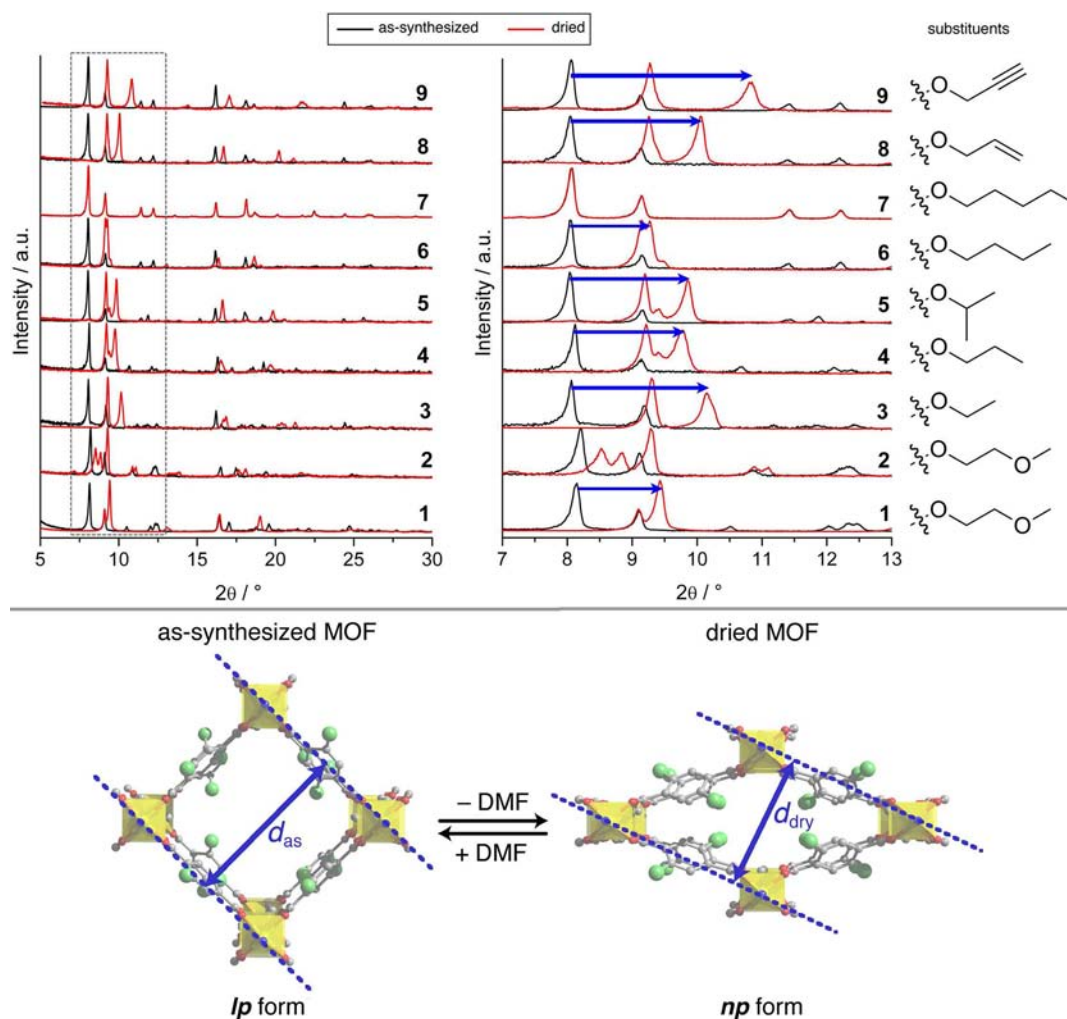 as-synthesized dried
substituents
Intensity / a.u.
9
8
7
6
5
4
3
2
1
5 10 15 20 25 30
2θ / °
Intensity / a.u.
9
8
7
6
5
4
3
2
1
7 8 9 10 11 12 13
2θ / °
O
O
O
O
O
O
O
O
O
O
O
as-synthesized MOF
dried MOF
d_as
– DMF
+ DMF
d_dry
lp form
np form